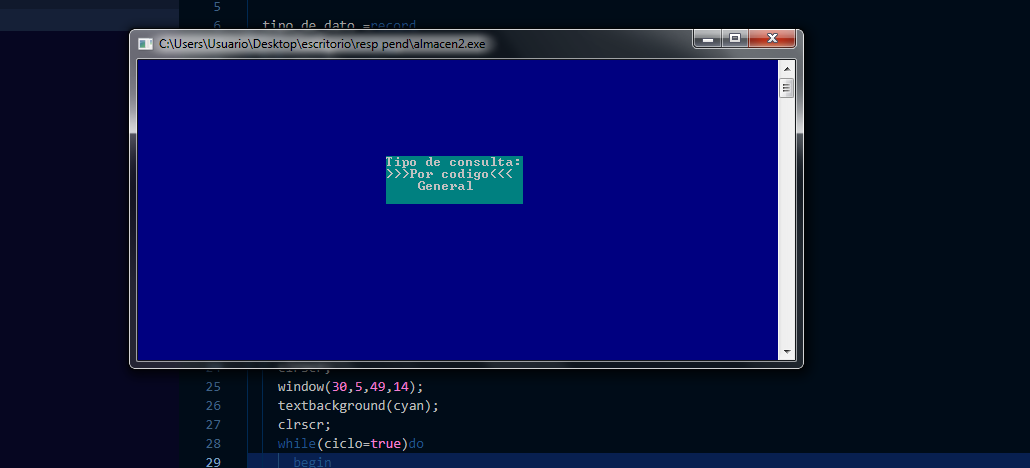 5
6 tipo_de_dato =record
C:\Users\Usuario\Desktop\escritorio\resp pend\almacen2.exe
Tipo de consulta:
>>>Por codigo<<<
General
clrscr;
25 window(30,5,49,14);
26 textbackground(cyan);
27 clrscr;
28 while(ciclo=true)do
29 begin